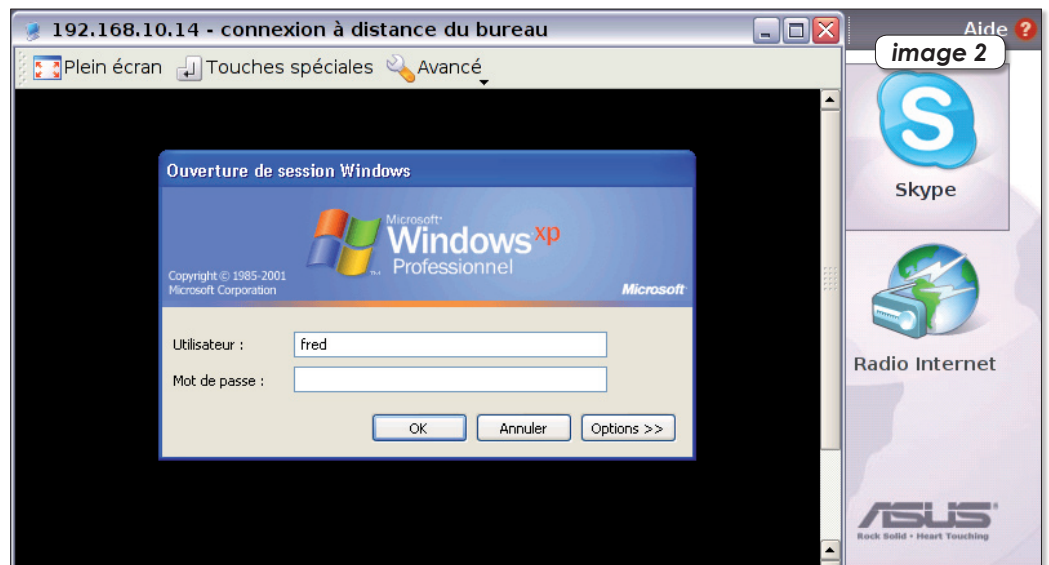 192.168.10.14 - connexion à distance du bureau
Aide ?
image 2
Plein écran Touches spéciales Avancé
Skype
Ouverture de session Windows
Microsoft
Windows xp
Professionnel
Copyright © 1985-2001
Microsoft Corporation
Microsoft
Utilisateur : fred
Mot de passe :
OK Annuler Options >>
Radio Internet
ASUS
Rock Solid • Heart Touching